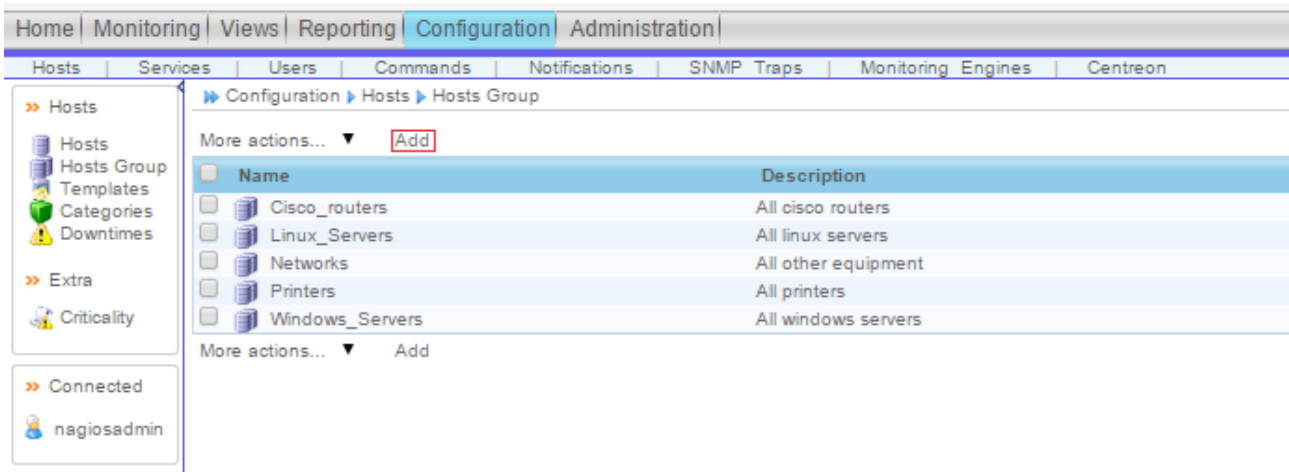 Home | Monitoring | Views | Reporting | Configuration | Administration |
Hosts | Services | Users | Commands | Notifications | SNMP Traps | Monitoring Engines | Centreon
Hosts
Hosts
Hosts Group
Templates
Categories
Downtimes
Extra
Criticality
Connected
nagiosadmin
Configuration Hosts Hosts Group
More actions... Add
Name Description
Cisco_routers All cisco routers
Linux_Servers All linux servers
Networks All other equipment
Printers All printers
Windows_Servers All windows servers
More actions... Add